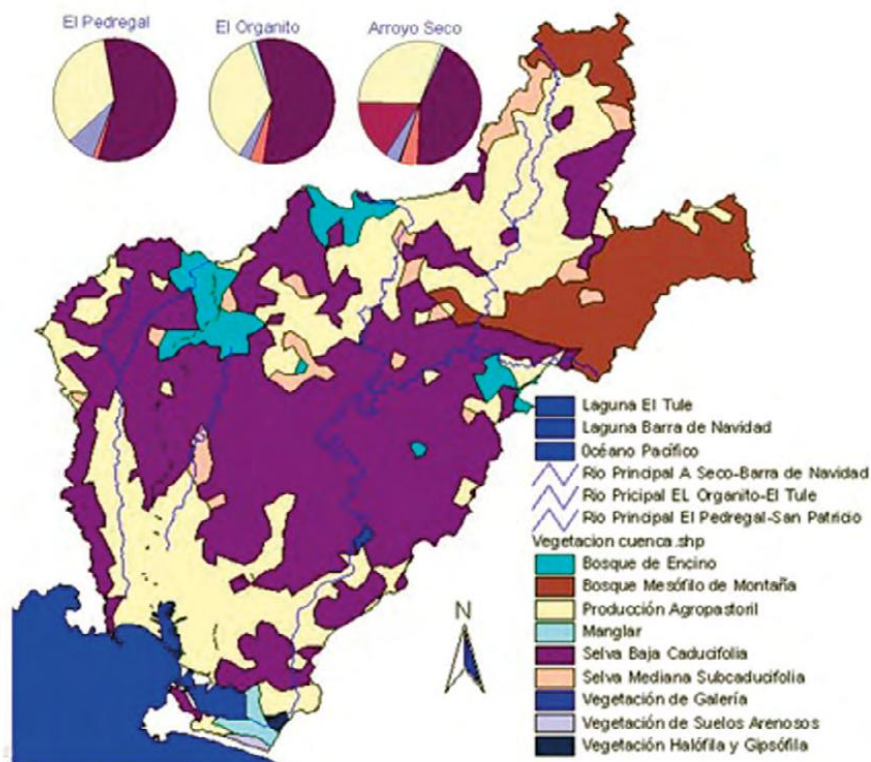 El Pedregal
El Organito
Arroyo Seco
Laguna El Tule
Laguna Barra de Navidad
Océano Pacífico
Rio Principal A Seco-Barra de Navidad
Rio Pricipal EL Organito-El Tule
Rio Principal El Pedregal-San Patricio
Vegetacion cuenca.shp
Bosque de Encino
Bosque Mesófilo de Montaña
Producción Agropastoril
Manglar
Selva Baja Caducifolia
Selva Mediana Subcaducifolia
Vegetación de Galería
Vegetación de Suelos Arenosos
Vegetación Halófila y Gipsófila
N